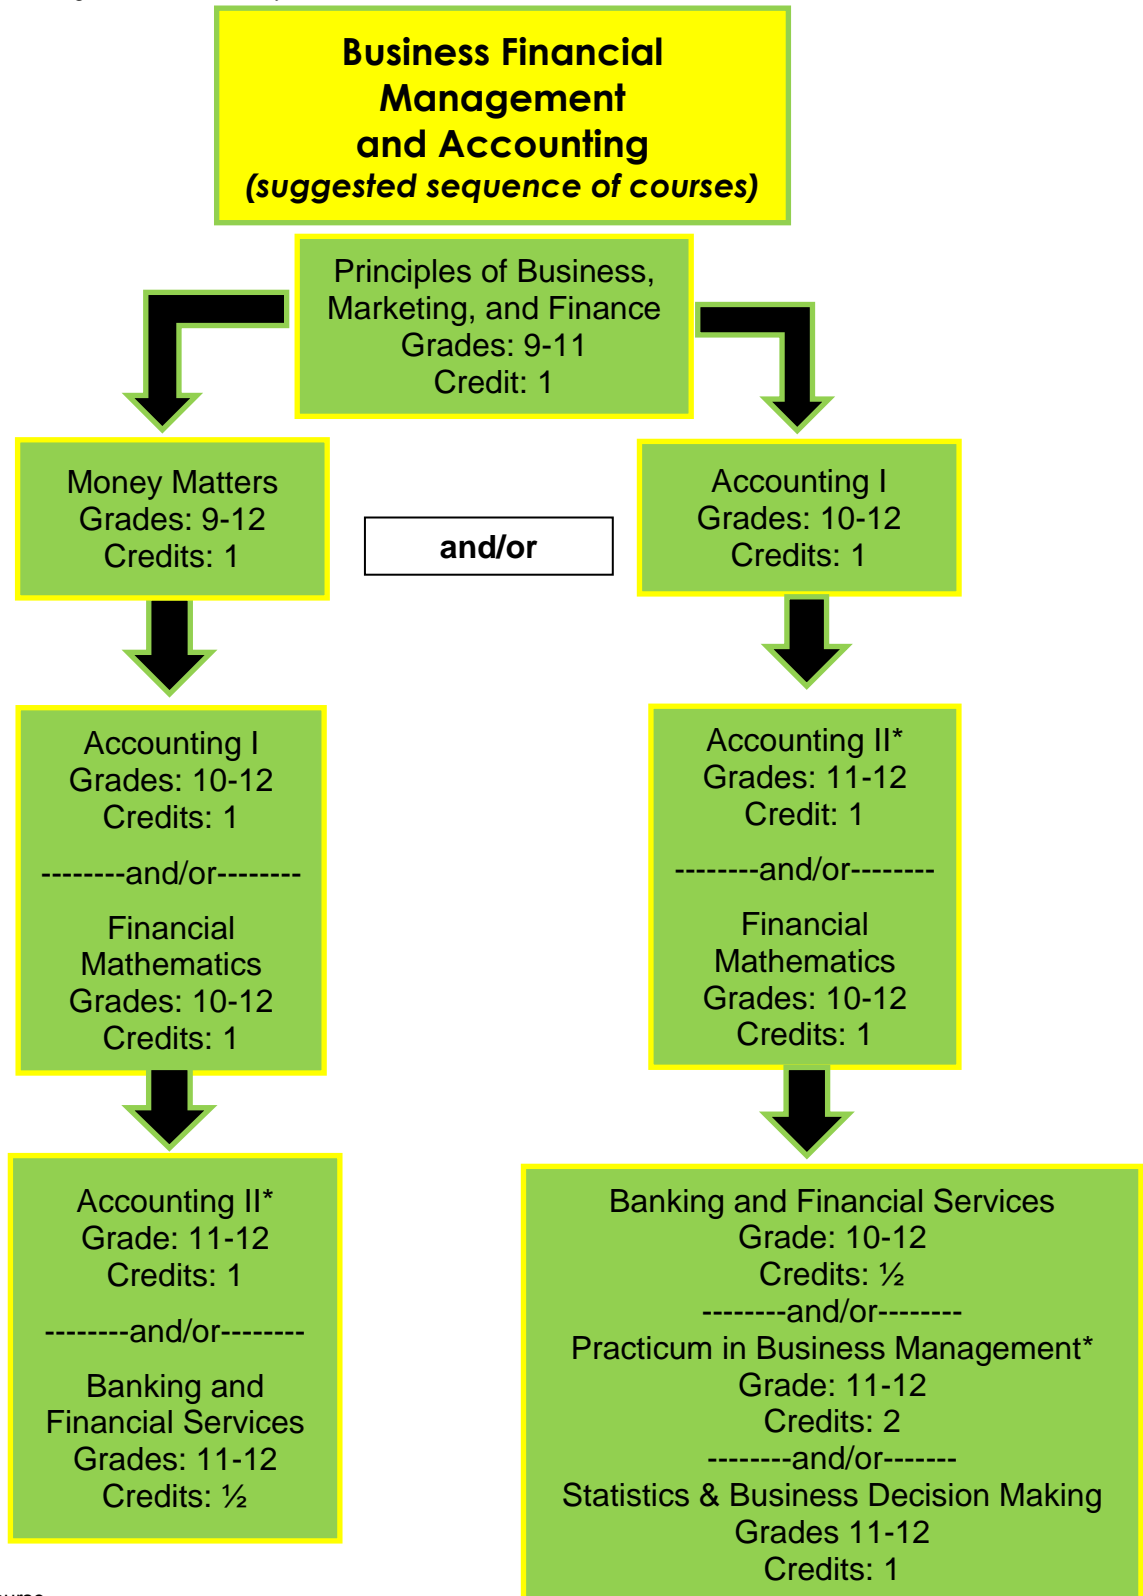 Business Financial
Management
and Accounting
(suggested sequence of courses)
Principles of Business,
Marketing, and Finance
Grades: 9-11
Credit: 1
Money Matters
Grades: 9-12
Credits: 1
and/or
Accounting I
Grades: 10-12
Credits: 1
Accounting I
Grades: 10-12
Credits: 1
--------and/or--------
Financial
Mathematics
Grades: 10-12
Credits: 1
Accounting II*
Grades: 11-12
Credit: 1
--------and/or--------
Financial
Mathematics
Grades: 10-12
Credits: 1
Accounting II*
Grade: 11-12
Credits: 1
--------and/or--------
Banking and
Financial Services
Grades: 11-12
Credits: ½
Banking and Financial Services
Grade: 10-12
Credits: ½
--------and/or--------
Practicum in Business Management*
Grade: 11-12
Credits: 2
--------and/or-------
Statistics & Business Decision Making
Grades 11-12
Credits: 1